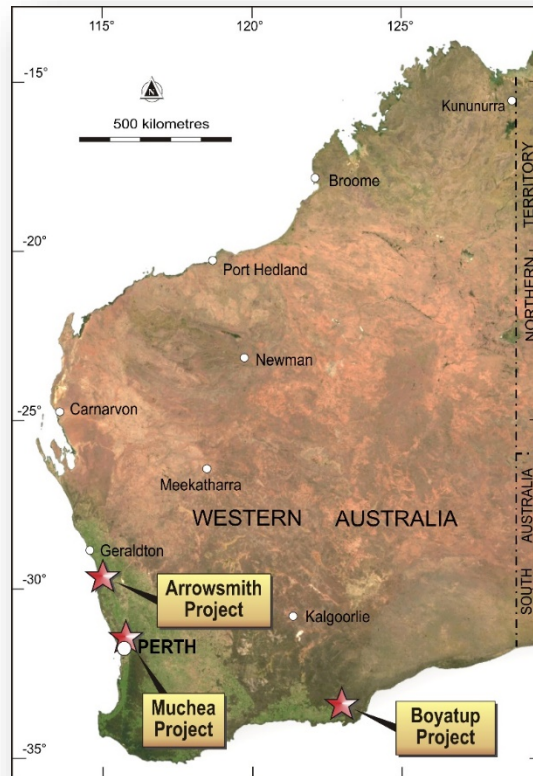 115°
120°
125°
-15°
N
Kununurra
500 kilometres
Broome
NORTHERN TERRITORY
-20°
Port Hedland
Newman
-25°
Carnarvon
Meekatharra
WESTERN AUSTRALIA
SOUTH AUSTRALIA
Geraldton
-30°
Arrowsmith
Project
Kalgoorlie
PERTH
Muchea
Project
Boyatup
Project
-35°